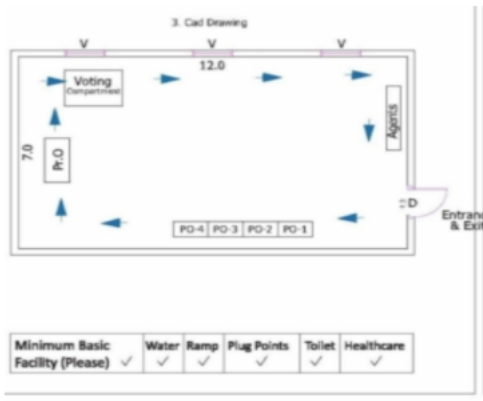 3. Cad Drawing
V V V
12.0
Voting
Compartment
Agents
7.0
Pr.O
D
Entranc
& Exit
PO-4 PO-3 PO-2 PO-1
Minimum Basic Water Ramp Plug Points Toilet Healthcare
Facility (Please) ✓ ✓ ✓ ✓ ✓ ✓